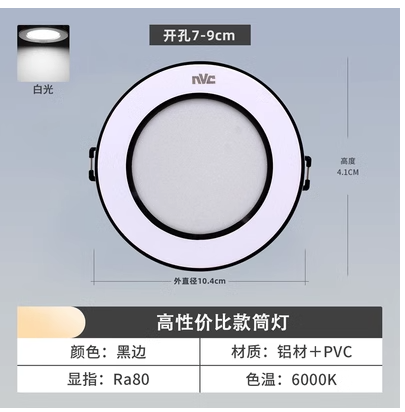 开孔7-9cm
白光
nVC
高度
4.1CM
外直径10.4cm
高性价比款筒灯
颜色：黑边
材质：铝材＋PVC
显指：Ra80
色温：6000K